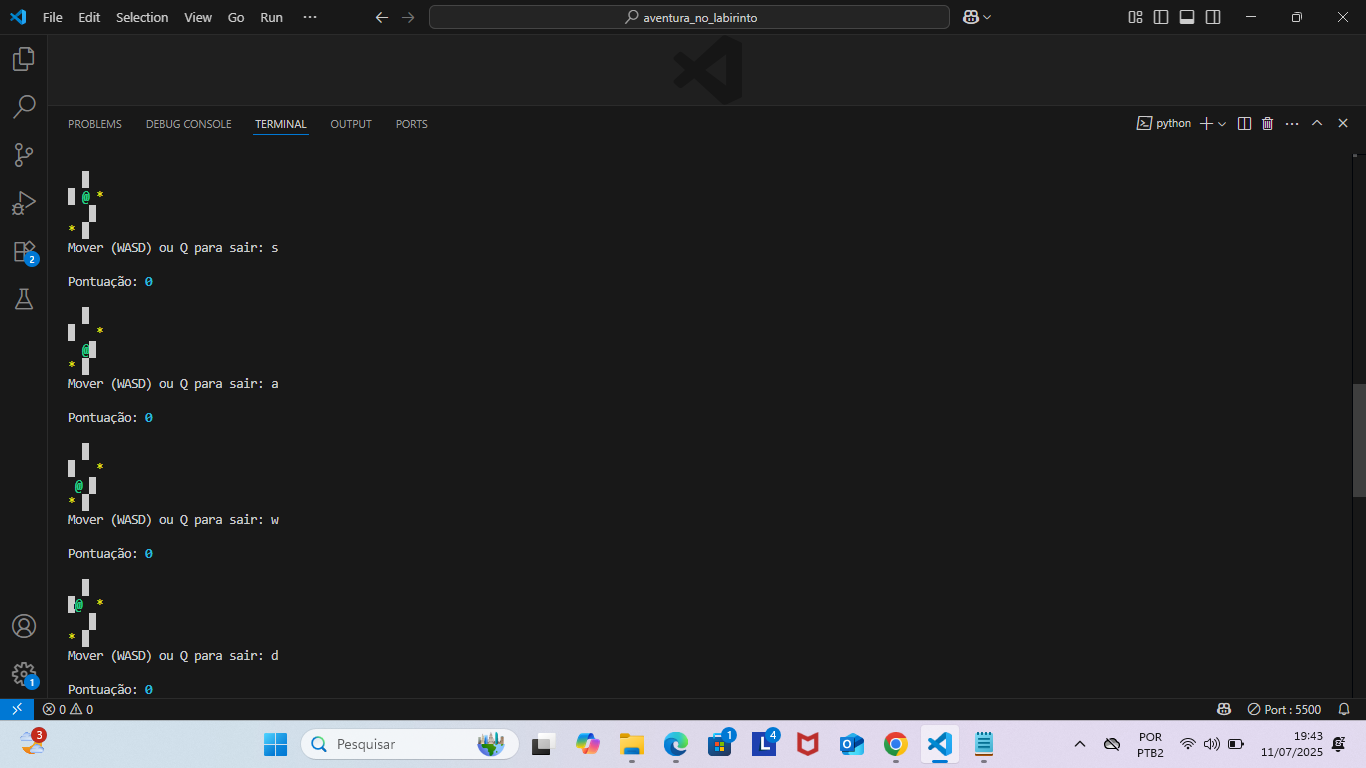 File Edit Selection View Go Run ··· aventura_no_labirinto
PROBLEMS DEBUG CONSOLE TERMINAL OUTPUT PORTS python
@ *
*
Mover (WASD) ou Q para sair: s
Pontuação: 0
*
@
*
Mover (WASD) ou Q para sair: a
Pontuação: 0
*
@
*
Mover (WASD) ou Q para sair: w
Pontuação: 0
@ *
*
Mover (WASD) ou Q para sair: d
Pontuação: 0
2
1
0 0 Port : 5500
3 Pesquisar 1 L 4 POR PTB2 19:43
11/07/2025